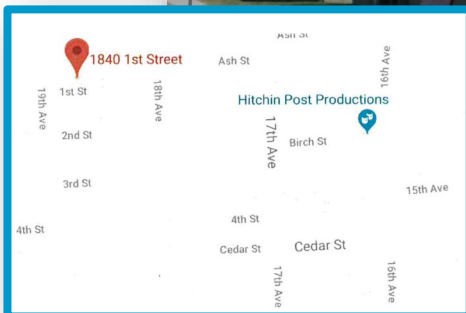 Ash St
16th Ave
1840 1st Street
Ash St
19th Ave
1st St
18th Ave
Hitchin Post Productions
17th Ave
2nd St
Birch St
3rd St
15th Ave
4th St
4th St
Cedar St
Cedar St
17th Ave
16th Ave